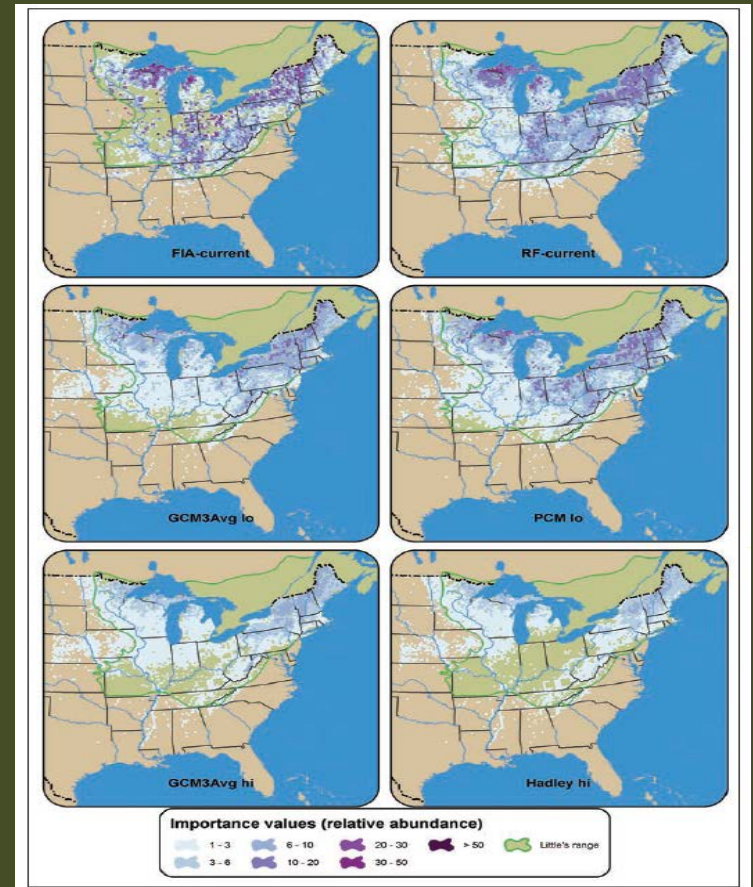 FIA-current
RF-current
GCM3Avg lo
PCM lo
GCM3Avg hi
Hadley hi
Importance values (relative abundance)
1 - 3 6 - 10 20 - 30 > 50 Little's range
3 - 6 10 - 20 30 - 50